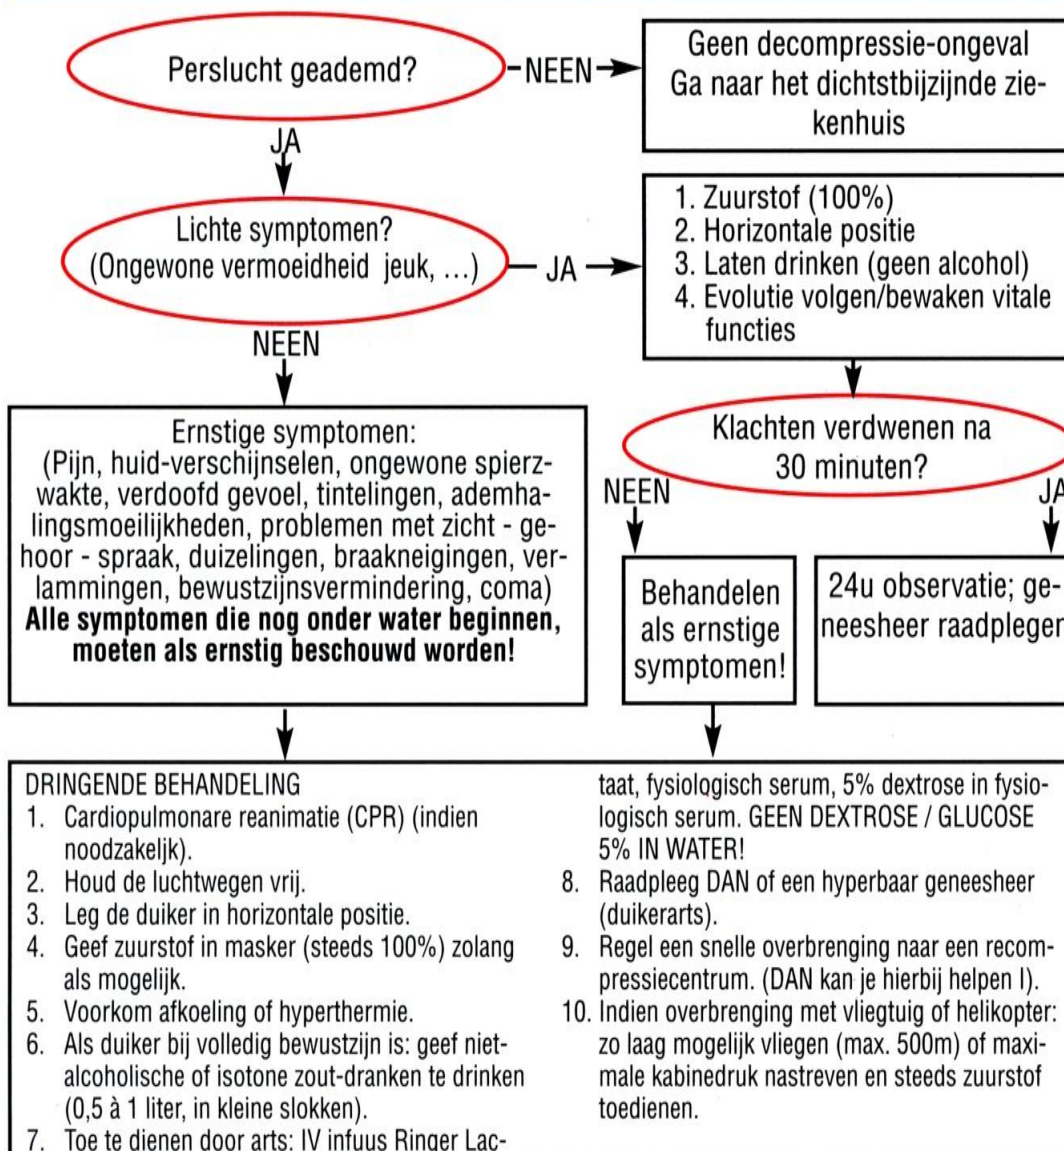 Perslucht geademd?
NEEN
Geen decompressie-ongeval
Ga naar het dichtstbijzijnde zie-
kenhuis
JA
Lichte symptomen?
(Ongewone vermoeidheid jeuk, ...)
JA
1. Zuurstof (100%)
2. Horizontale positie
3. Laten drinken (geen alcohol)
4. Evolutie volgen/bewaken vitale
functies
NEEN
Ernstige symptomen:
(Pijn, huid-verschijnselen, ongewone spierz-
wakte, verdoofd gevoel, tintelingen, ademha-
lingsmoeilijkheden, problemen met zicht - ge-
hoor - spraak, duizelingen, braakneigingen, ver-
lammingen, bewustzijnsvermindering, coma)
Alle symptomen die nog onder water beginnen,
moeten als ernstig beschouwd worden!
Klachten verdwenen na
30 minuten?
NEEN
JA
Behandelen
als ernstige
symptomen!
24u observatie; ge-
neesheer raadplegen
DRINGENDE BEHANDELING
1. Cardiopulmonare reanimatie (CPR) (indien
noodzakeljk).
2. Houd de luchtwegen vrij.
3. Leg de duiker in horizontale positie.
4. Geef zuurstof in masker (steeds 100%) zolang
als mogelijk.
5. Voorkom afkoeling of hyperthermie.
6. Als duiker bij volledig bewustzijn is: geef niet-
alcoholische of isotone zout-dranken te drinken
(0,5 à 1 liter, in kleine slokken).
7. Toe te dienen door arts: IV infuus Ringer Lac-
taat, fysiologisch serum, 5% dextrose in fysio-
logisch serum. GEEN DEXTROSE / GLUCOSE
5% IN WATER!
8. Raadpleeg DAN of een hyperbaar geneesheer
(duikerarts).
9. Regel een snelle overbrenging naar een recom-
pressiecentrum. (DAN kan je hierbij helpen I).
10. Indien overbrenging met vliegtuig of helikopter:
zo laag mogelijk vliegen (max. 500m) of maxi-
male kabinedruk nastreven en steeds zuurstof
toedienen.